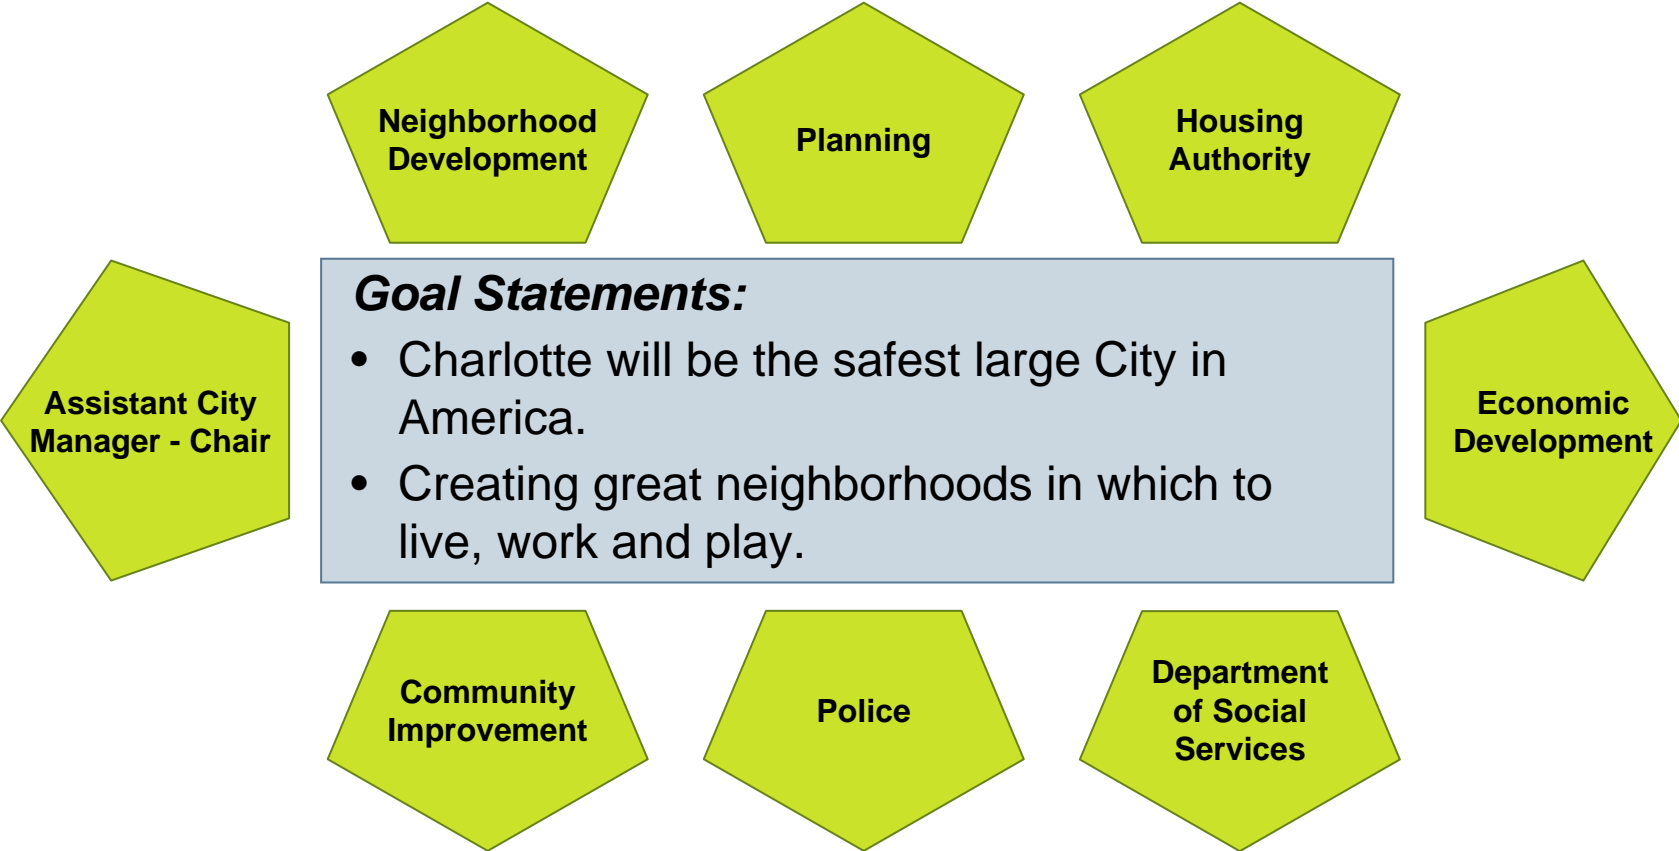 Neighborhood
Development
Planning
Housing
Authority
Assistant City
Manager - Chair
Goal Statements:
• Charlotte will be the safest large City in
America.
• Creating great neighborhoods in which to
live, work and play.
Economic
Development
Community
Improvement
Police
Department
of Social
Services